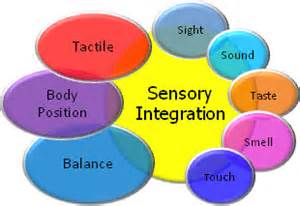 Sight
Tactile
Sound
Body
Position
Sensory
Integration
Taste
Smell
Balance
Touch